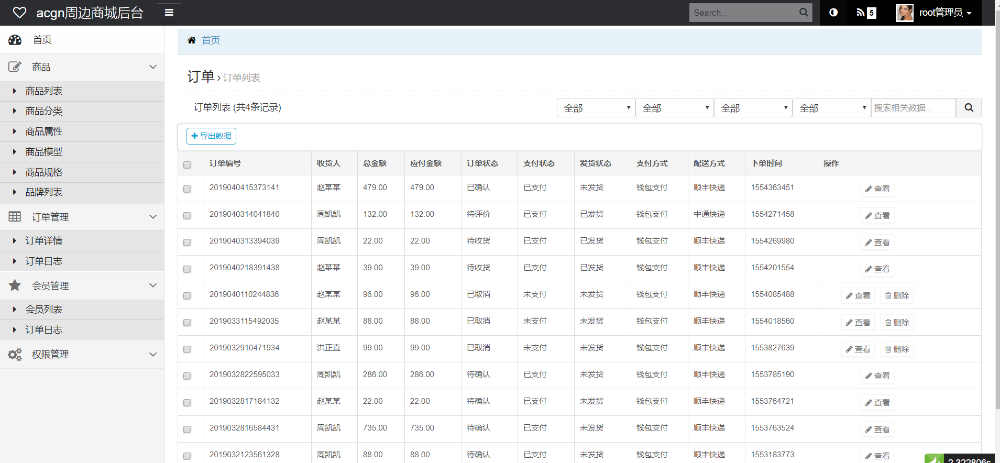 acgn周边商城后台
Search...
5
root管理员
首页
商品
商品列表
商品分类
商品属性
商品模型
商品规格
品牌列表
订单管理
订单详情
订单日志
会员管理
会员列表
订单日志
权限管理
首页
订单 › 订单列表
订单列表 (共4条记录) 全部 全部 全部 全部 搜索相关数据...
导出数据
订单编号 收货人 总金额 应付金额 订单状态 支付状态 发货状态 支付方式 配送方式 下单时间 操作
2019040415373141 赵某某 479.00 479.00 已确认 已支付 未发货 钱包支付 顺丰快递 1554363451 查看
2019040314041840 周凯凯 132.00 132.00 待评价 已支付 已发货 钱包支付 中通快递 1554271458 查看
2019040313394039 周凯凯 22.00 22.00 待收货 已支付 已发货 钱包支付 顺丰快递 1554269980 查看
2019040218391438 赵某某 39.00 39.00 待收货 已支付 已发货 钱包支付 顺丰快递 1554201554 查看
2019040110244836 赵某某 96.00 96.00 已取消 未支付 未发货 钱包支付 顺丰快递 1554085488 查看 删除
2019033115492035 赵某某 88.00 88.00 已取消 未支付 未发货 钱包支付 顺丰快递 1554018560 查看 删除
2019032910471934 洪正直 99.00 99.00 已取消 未支付 未发货 钱包支付 顺丰快递 1553827639 查看 删除
2019032822595033 周凯凯 286.00 286.00 待确认 已支付 未发货 钱包支付 顺丰快递 1553785190 查看
2019032817184132 赵某某 22.00 22.00 待确认 已支付 未发货 钱包支付 顺丰快递 1553764721 查看
2019032816584431 周凯凯 735.00 735.00 待确认 已支付 未发货 钱包支付 顺丰快递 1553763524 查看
2019032123561328 周凯凯 88.00 88.00 待确认 已支付 未发货 钱包支付 顺丰快递 1553183773 查看
2.322806s